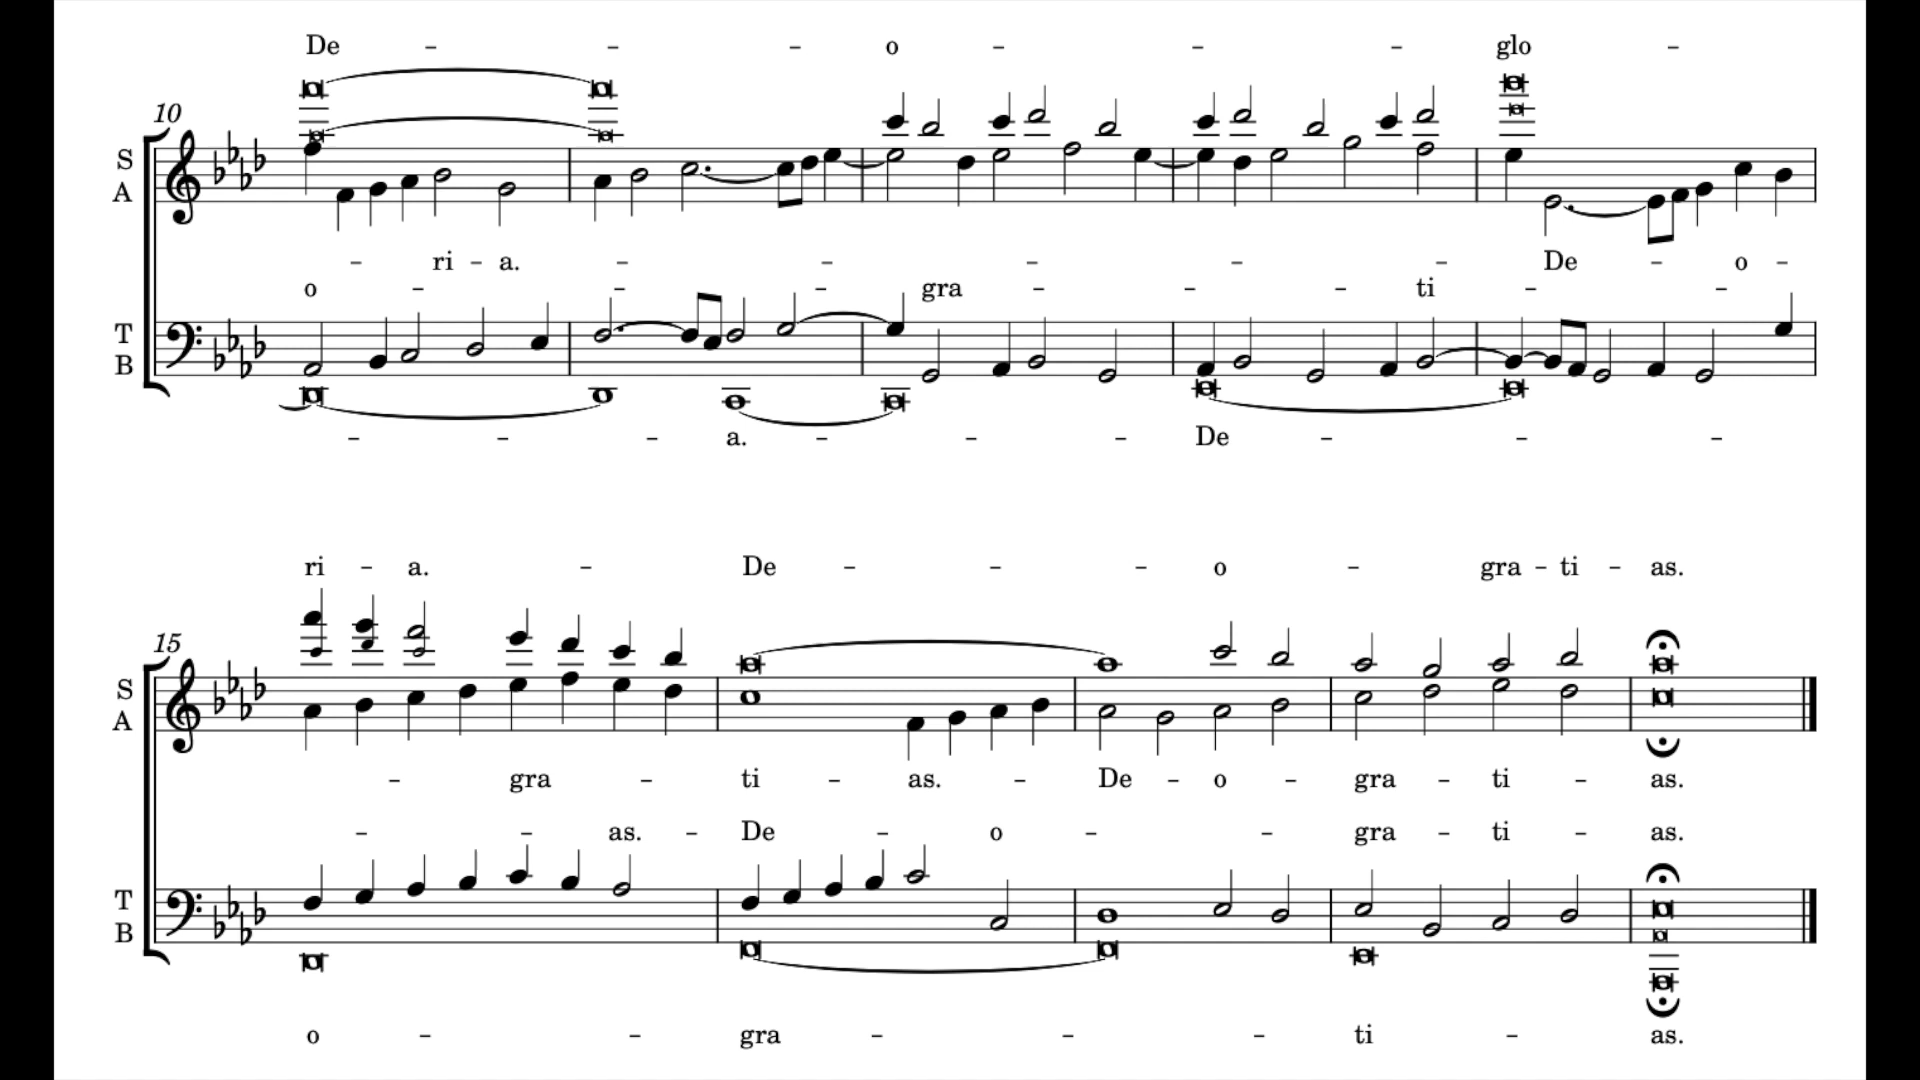 De - - - o - - - glo -
10
S
A
- ri - a. - - - - - De - o -
o - - - gra - - - ti - -
T
B
- - - a. - - - De - - -
ri - a. - De - - - o - gra - ti - as.
15
S
A
- gra - ti - as. - De - o - gra - ti - as.
- - as. - De - o - - gra - ti - as.
T
B
o - - gra - - - ti - as.